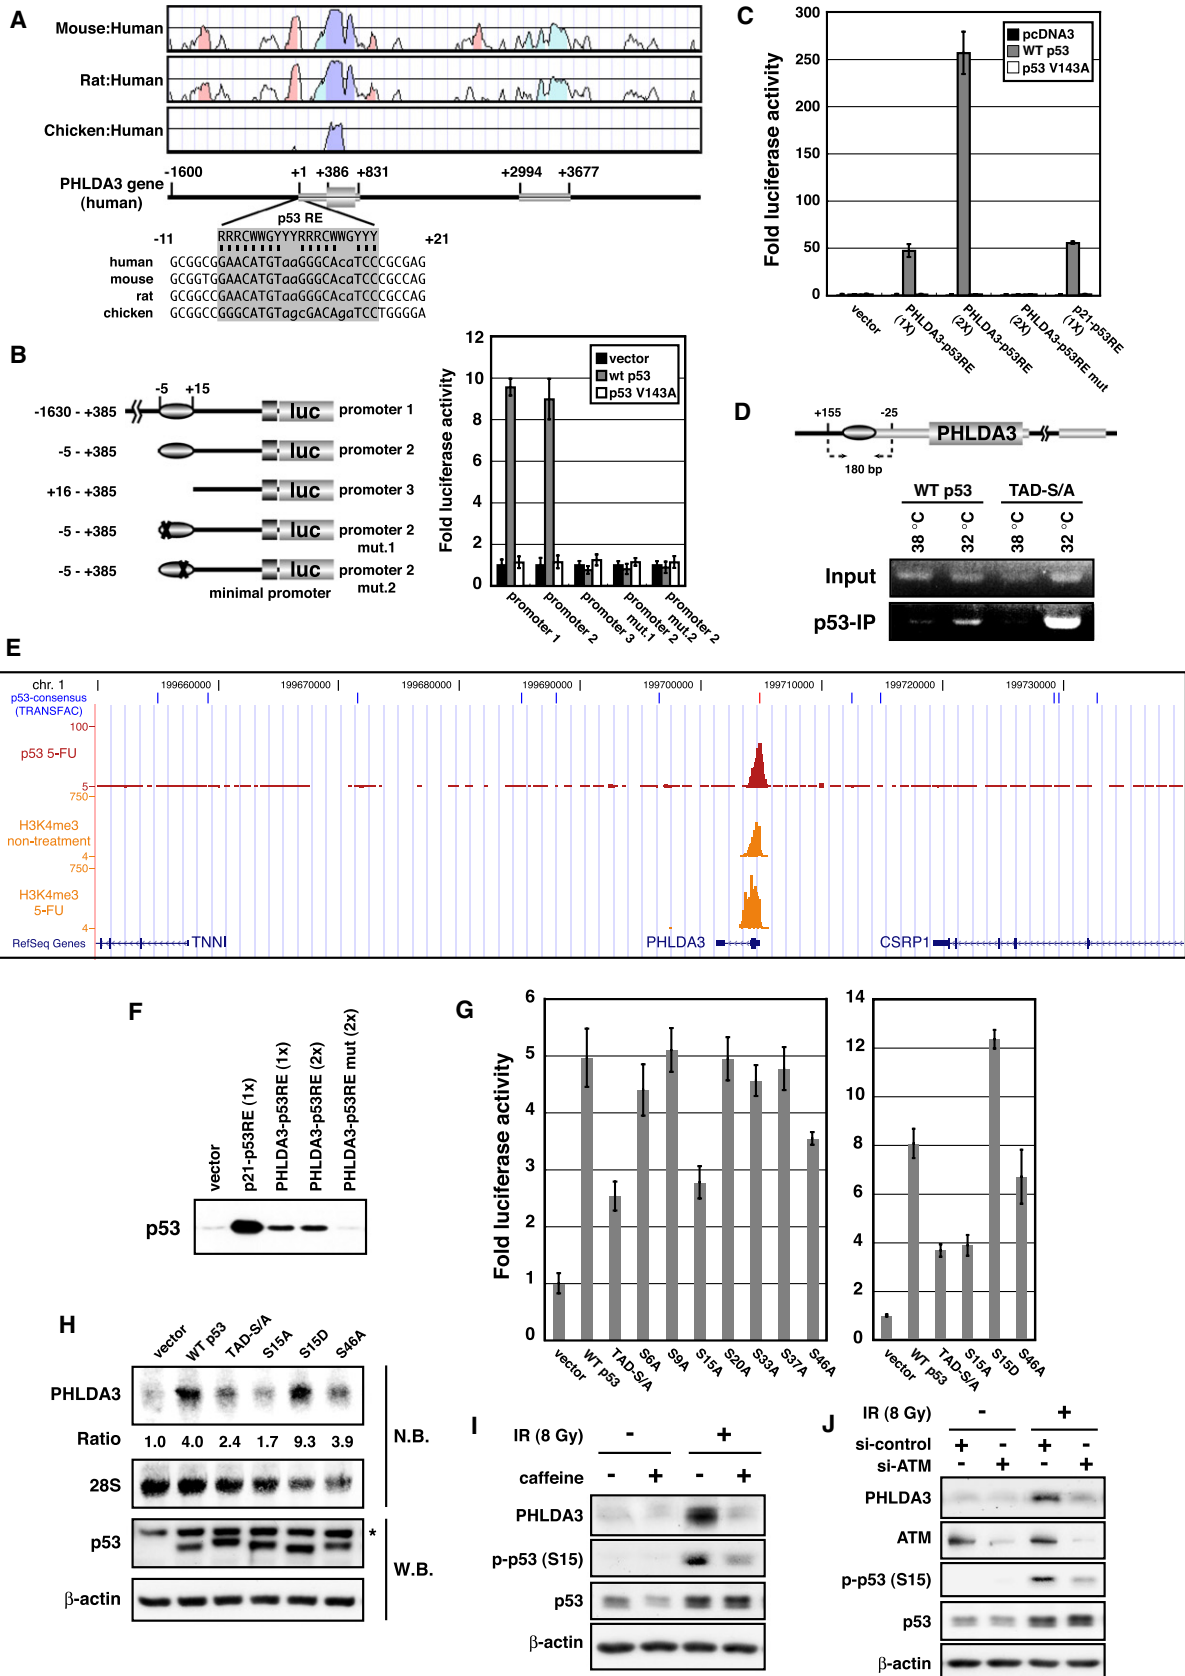 A
Mouse:Human
Rat:Human
Chicken:Human
PHLDA3 gene
(human)
-1600 +1 +386 +831 +2994 +3677
p53 RE
-11 RRRCWWGYYYRRRCWWGYYY +21
human GCGGCGGAACATGTaaGGGCAcaTCCCGCGAG
mouse GCGGTGGAACATGTaaGGGCAcaTCCCGCCAG
rat GCGGCCGAACATGTaaGGGCAcaTCCCGCCAG
chicken GCGGCCGGGCATGTagcGACAgaTCCTGGGGA
B
-5 +15
-1630 - +385 luc promoter 1
-5 - +385 luc promoter 2
+16 - +385 luc promoter 3
-5 - +385 luc promoter 2
mut.1
-5 - +385 luc promoter 2
mut.2
minimal promoter
Fold luciferase activity
12
10
8
6
4
2
0
vector
wt p53
p53 V143A
promoter 1
promoter 2
promoter 3
promoter 2
mut.1
promoter 2
mut.2
C
Fold luciferase activity
300
250
200
150
100
50
0
pcDNA3
WT p53
p53 V143A
vector
PHLDA3-p53RE
(1X)
PHLDA3-p53RE
(2X)
PHLDA3-p53RE mut
(2X)
p21-p53RE
(1X)
D
+155 -25
PHLDA3
180 bp
WT p53 TAD-S/A
38 °C 32 °C 38 °C 32 °C
Input
p53-IP
E
chr. 1 199660000 199670000 199680000 199690000 199700000 199710000 199720000 199730000
p53-consensus
(TRANSFAC)
100
p53 5-FU
5
750
H3K4me3
non-treatment
4
750
H3K4me3
5-FU
4
RefSeq Genes TNNI PHLDA3 CSRP1
F
vector
p21-p53RE (1x)
PHLDA3-p53RE (1x)
PHLDA3-p53RE (2x)
PHLDA3-p53RE mut (2x)
p53
G
Fold luciferase activity
6
5
4
3
2
1
0
vector
WT p53
TAD-S/A
S6A
S9A
S15A
S20A
S33A
S37A
S46A
14
12
10
8
6
4
2
0
vector
WT p53
TAD-S/A
S15A
S15D
S46A
H
vector
WT p53
TAD-S/A
S15A
S15D
S46A
PHLDA3
Ratio 1.0 4.0 2.4 1.7 9.3 3.9
N.B.
28S
p53 *
W.B.
β-actin
I
IR (8 Gy) - +
caffeine - + - +
PHLDA3
p-p53 (S15)
p53
β-actin
J
IR (8 Gy) - +
si-control + - + -
si-ATM - + - +
PHLDA3
ATM
p-p53 (S15)
p53
β-actin